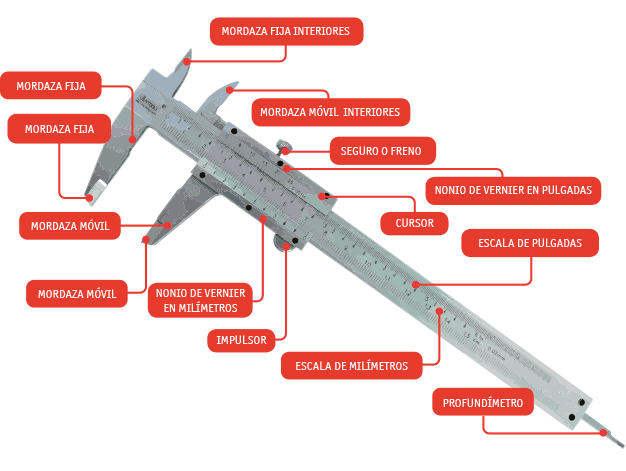 MORDAZA FIJA INTERIORES
MORDAZA FIJA
MORDAZA MÓVIL INTERIORES
MORDAZA FIJA
SEGURO O FRENO
NONIO DE VERNIER EN PULGADAS
MORDAZA MÓVIL
CURSOR
ESCALA DE PULGADAS
MORDAZA MÓVIL
NONIO DE VERNIER
EN MILÍMETROS
IMPULSOR
ESCALA DE MILÍMETROS
PROFUNDÍMETRO